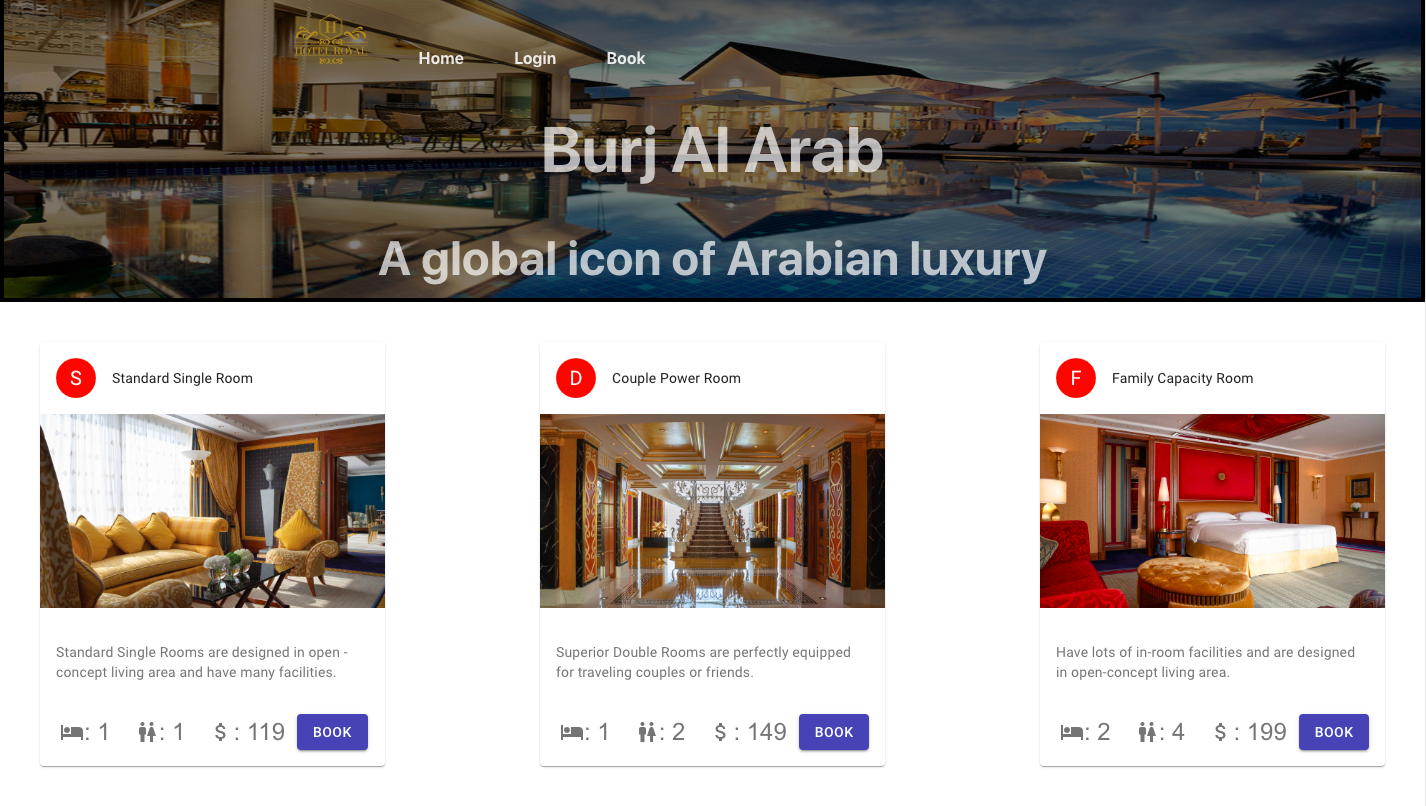 H
HOTEL ROYAL
Home Login Book
Burj Al Arab
A global icon of Arabian luxury
S Standard Single Room
Standard Single Rooms are designed in open -
concept living area and have many facilities.
: 1 : 1 $ : 119 BOOK
D Couple Power Room
Superior Double Rooms are perfectly equipped
for traveling couples or friends.
: 1 : 2 $ : 149 BOOK
F Family Capacity Room
Have lots of in-room facilities and are designed
in open-concept living area.
: 2 : 4 $ : 199 BOOK